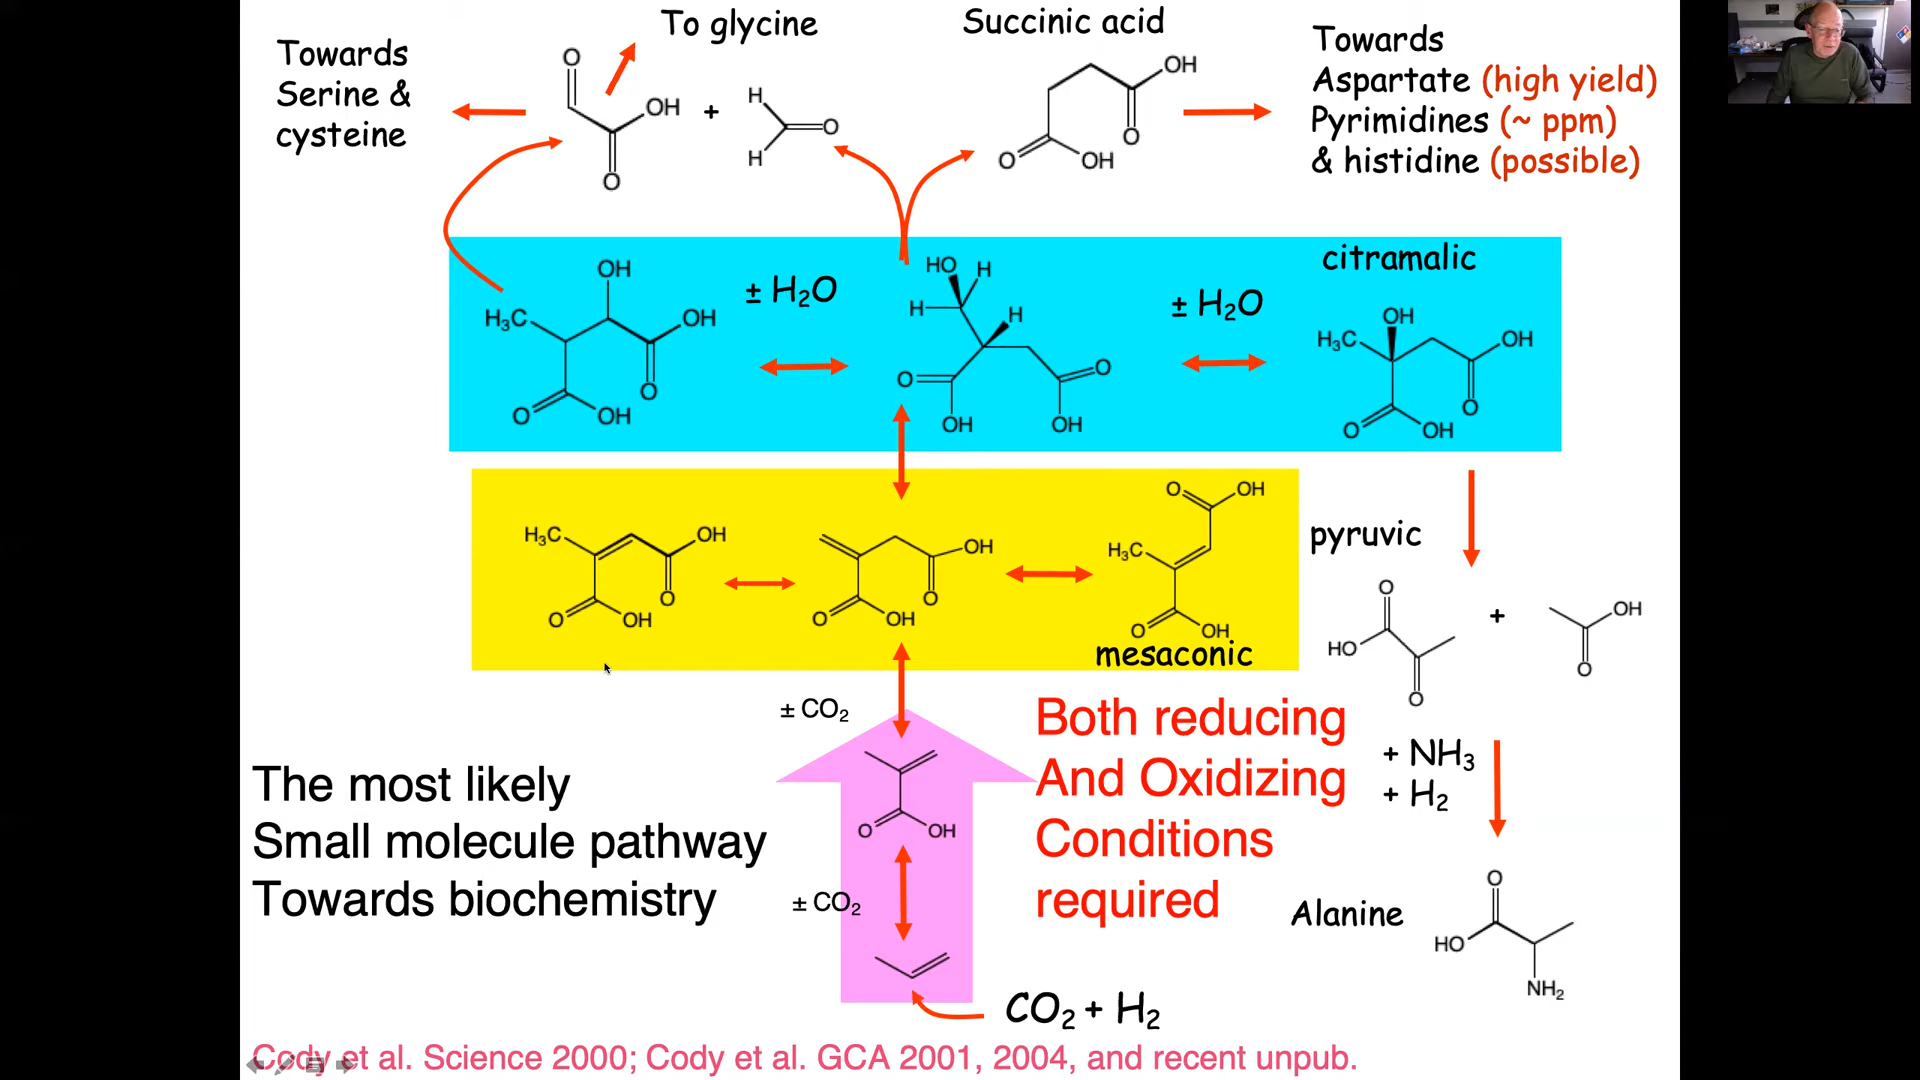 To glycine
Succinic acid
Towards
Serine &
cysteine
Towards
Aspartate (high yield)
Pyrimidines (~ ppm)
& histidine (possible)
O
OH
+
O
H
H
O
OH
O
O
OH
citramalic
OH
H₃C
OH
O
O
OH
± H₂O
HO
H
H
H
O
O
OH
OH
± H₂O
OH
H₃C
OH
O
O
OH
H₃C
OH
O
O
OH
OH
O
O
OH
O
OH
H₃C
O
OH
mesaconic
pyruvic
O
HO
O
+
OH
O
± CO₂
Both reducing
And Oxidizing
Conditions
required
+ NH₃
+ H₂
The most likely
Small molecule pathway
Towards biochemistry
O
OH
± CO₂
Alanine
O
HO
NH₂
CO₂ + H₂
Cody et al. Science 2000; Cody et al. GCA 2001, 2004, and recent unpub.